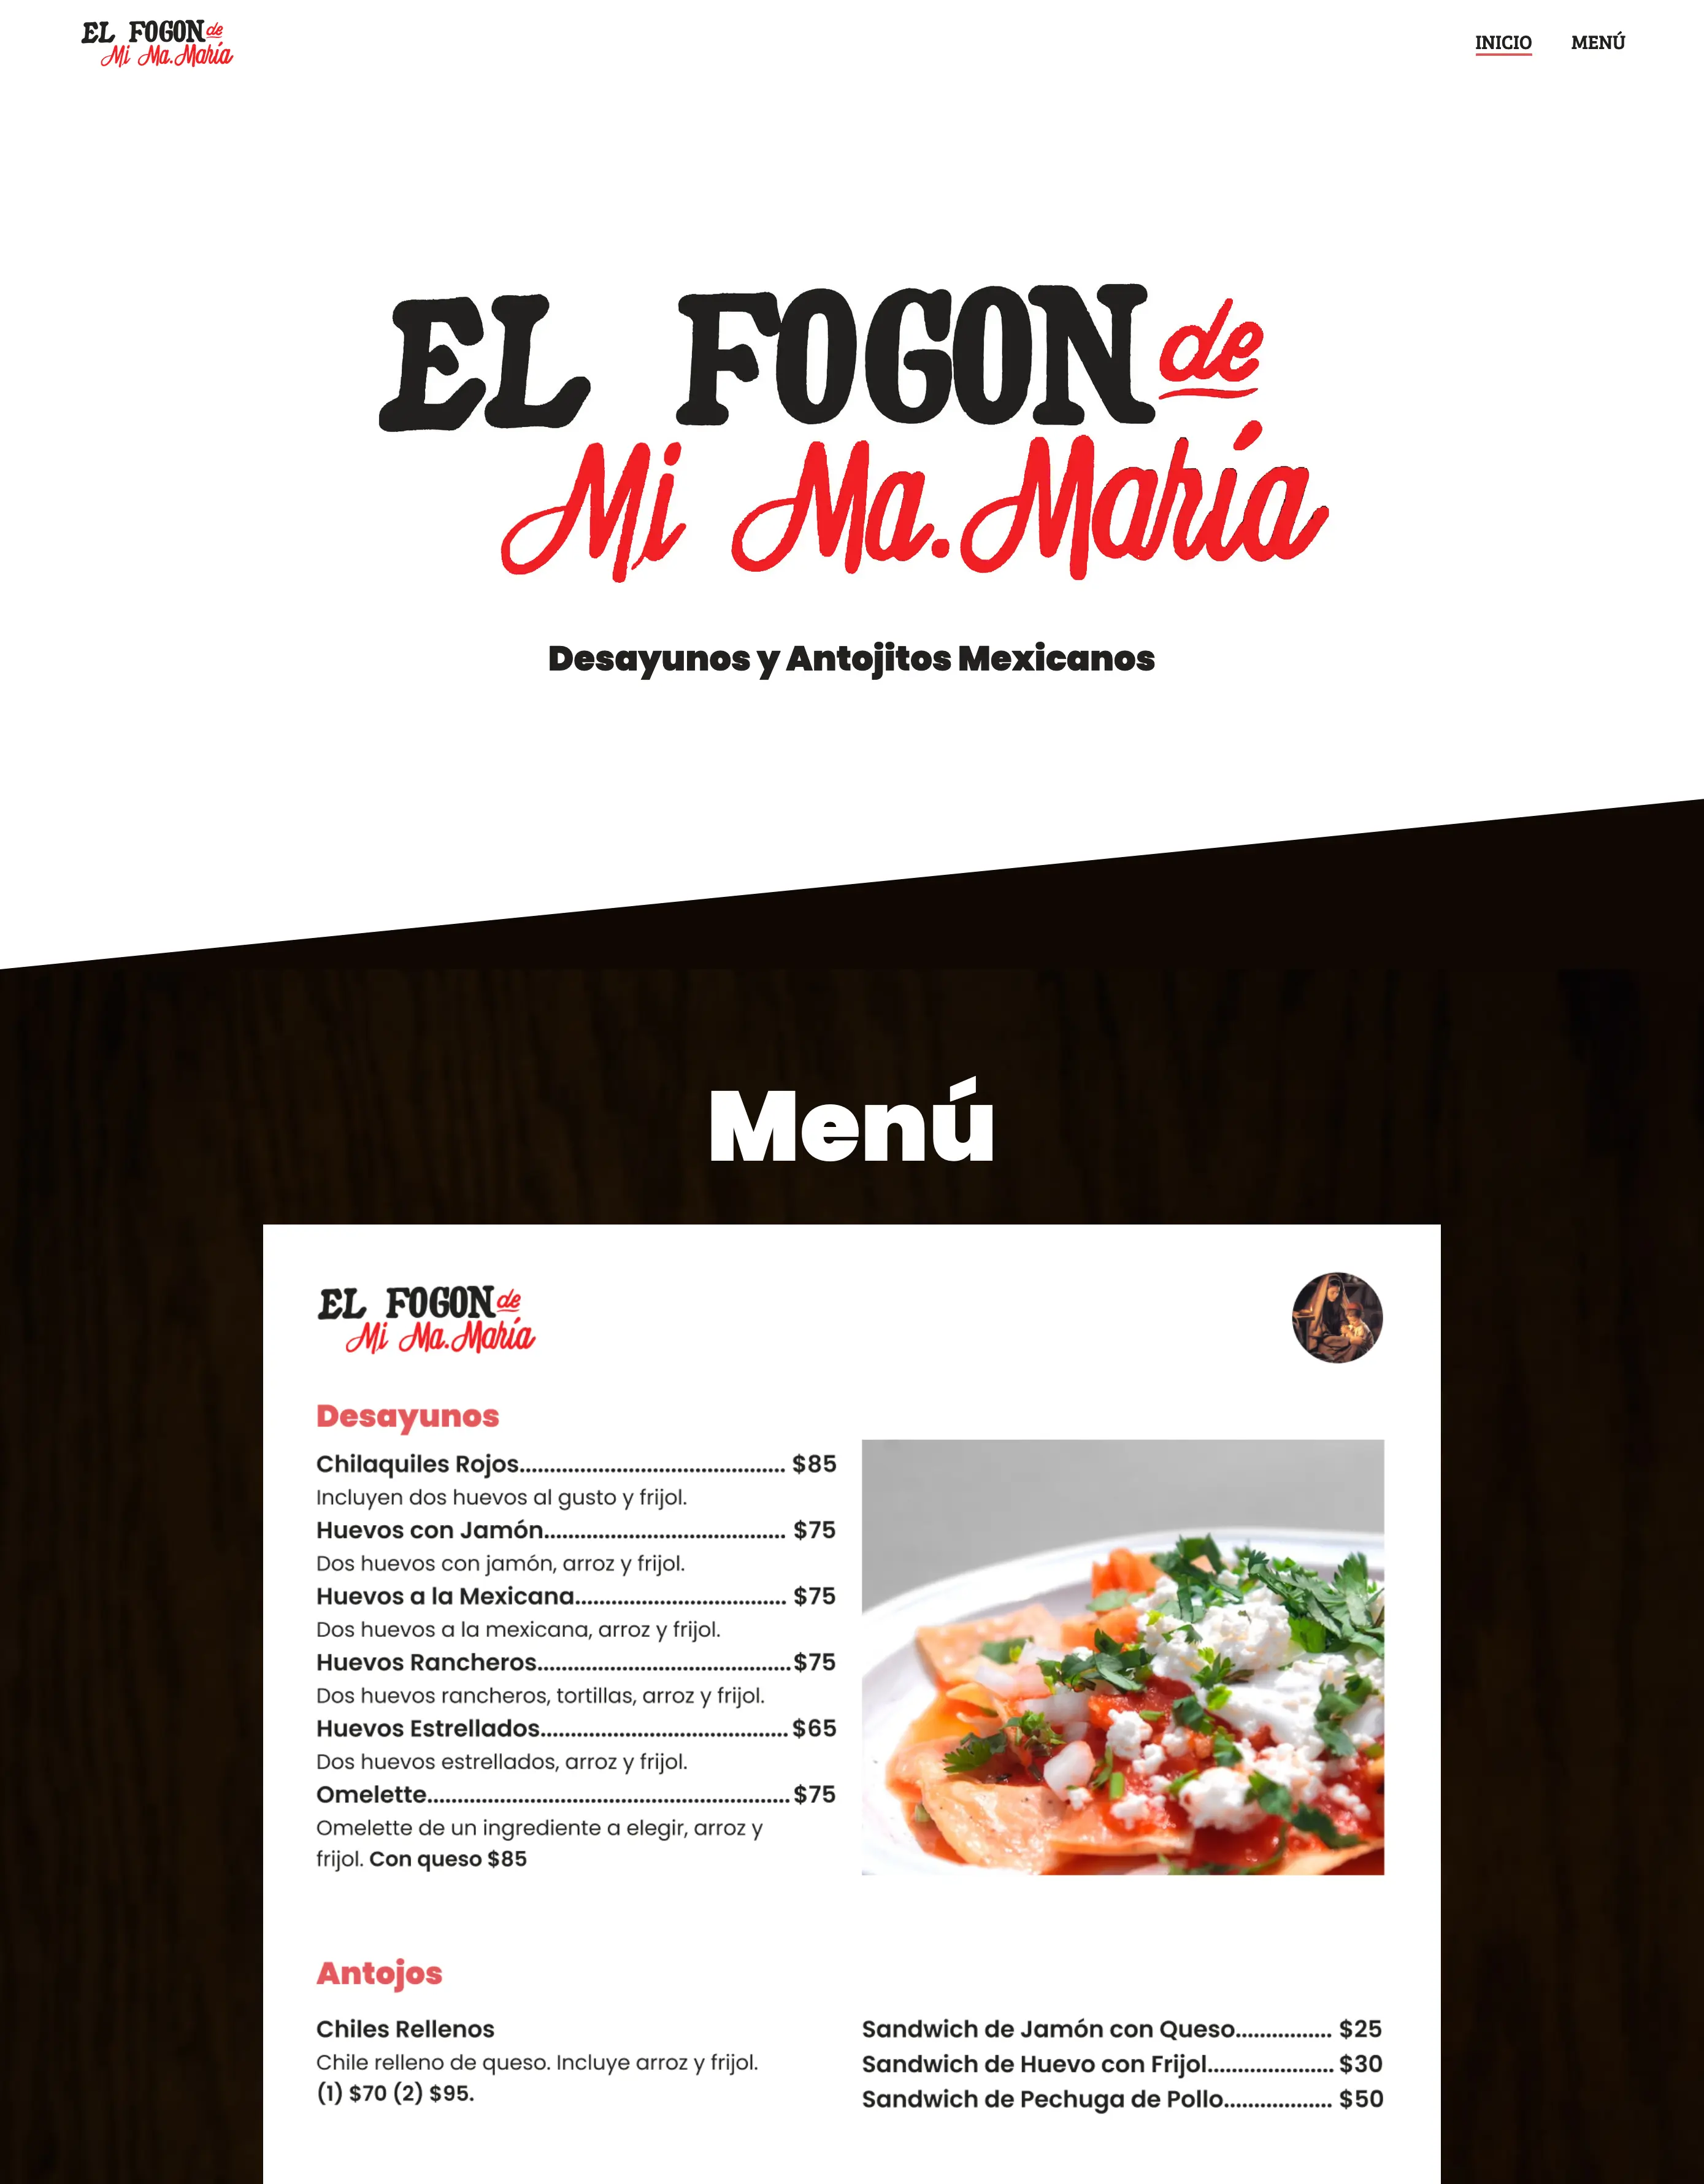 EL FOGON de
Mi Ma. María
INICIO MENÚ
EL FOGON de
Mi Ma. María
Desayunos y Antojitos Mexicanos
Menú
EL FOGON de
Mi Ma. María
Desayunos
Chilaquiles Rojos............................................ $85
Incluyen dos huevos al gusto y frijol.
Huevos con Jamón........................................ $75
Dos huevos con jamón, arroz y frijol.
Huevos a la Mexicana................................... $75
Dos huevos a la mexicana, arroz y frijol.
Huevos Rancheros..........................................$75
Dos huevos rancheros, tortillas, arroz y frijol.
Huevos Estrellados.........................................$65
Dos huevos estrellados, arroz y frijol.
Omelette............................................................$75
Omelette de un ingrediente a elegir, arroz y
frijol. Con queso $85
Antojos
Chiles Rellenos
Chile relleno de queso. Incluye arroz y frijol.
(1) $70 (2) $95.
Sandwich de Jamón con Queso................ $25
Sandwich de Huevo con Frijol..................... $30
Sandwich de Pechuga de Pollo.................. $50